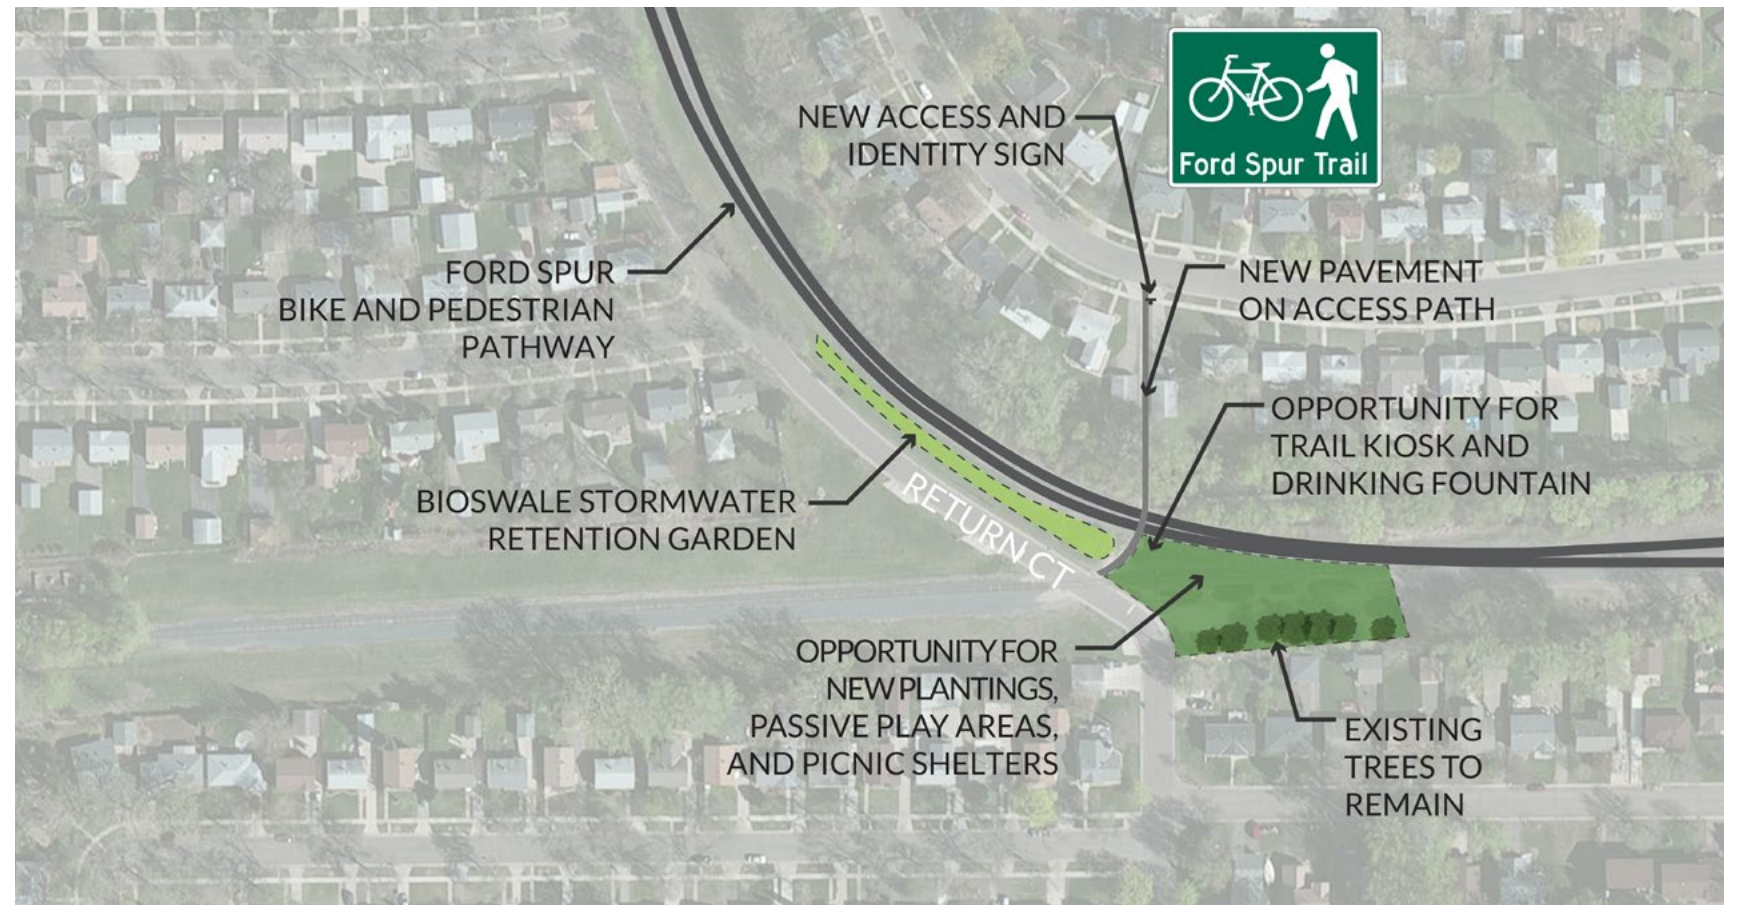 Ford Spur Trail
NEW ACCESS AND
IDENTITY SIGN
FORD SPUR
BIKE AND PEDESTRIAN
PATHWAY
NEW PAVEMENT
ON ACCESS PATH
OPPORTUNITY FOR
TRAIL KIOSK AND
DRINKING FOUNTAIN
BIOSWALE STORMWATER
RETENTION GARDEN
RETURN CT
OPPORTUNITY FOR
NEW PLANTINGS,
PASSIVE PLAY AREAS,
AND PICNIC SHELTERS
EXISTING
TREES TO
REMAIN